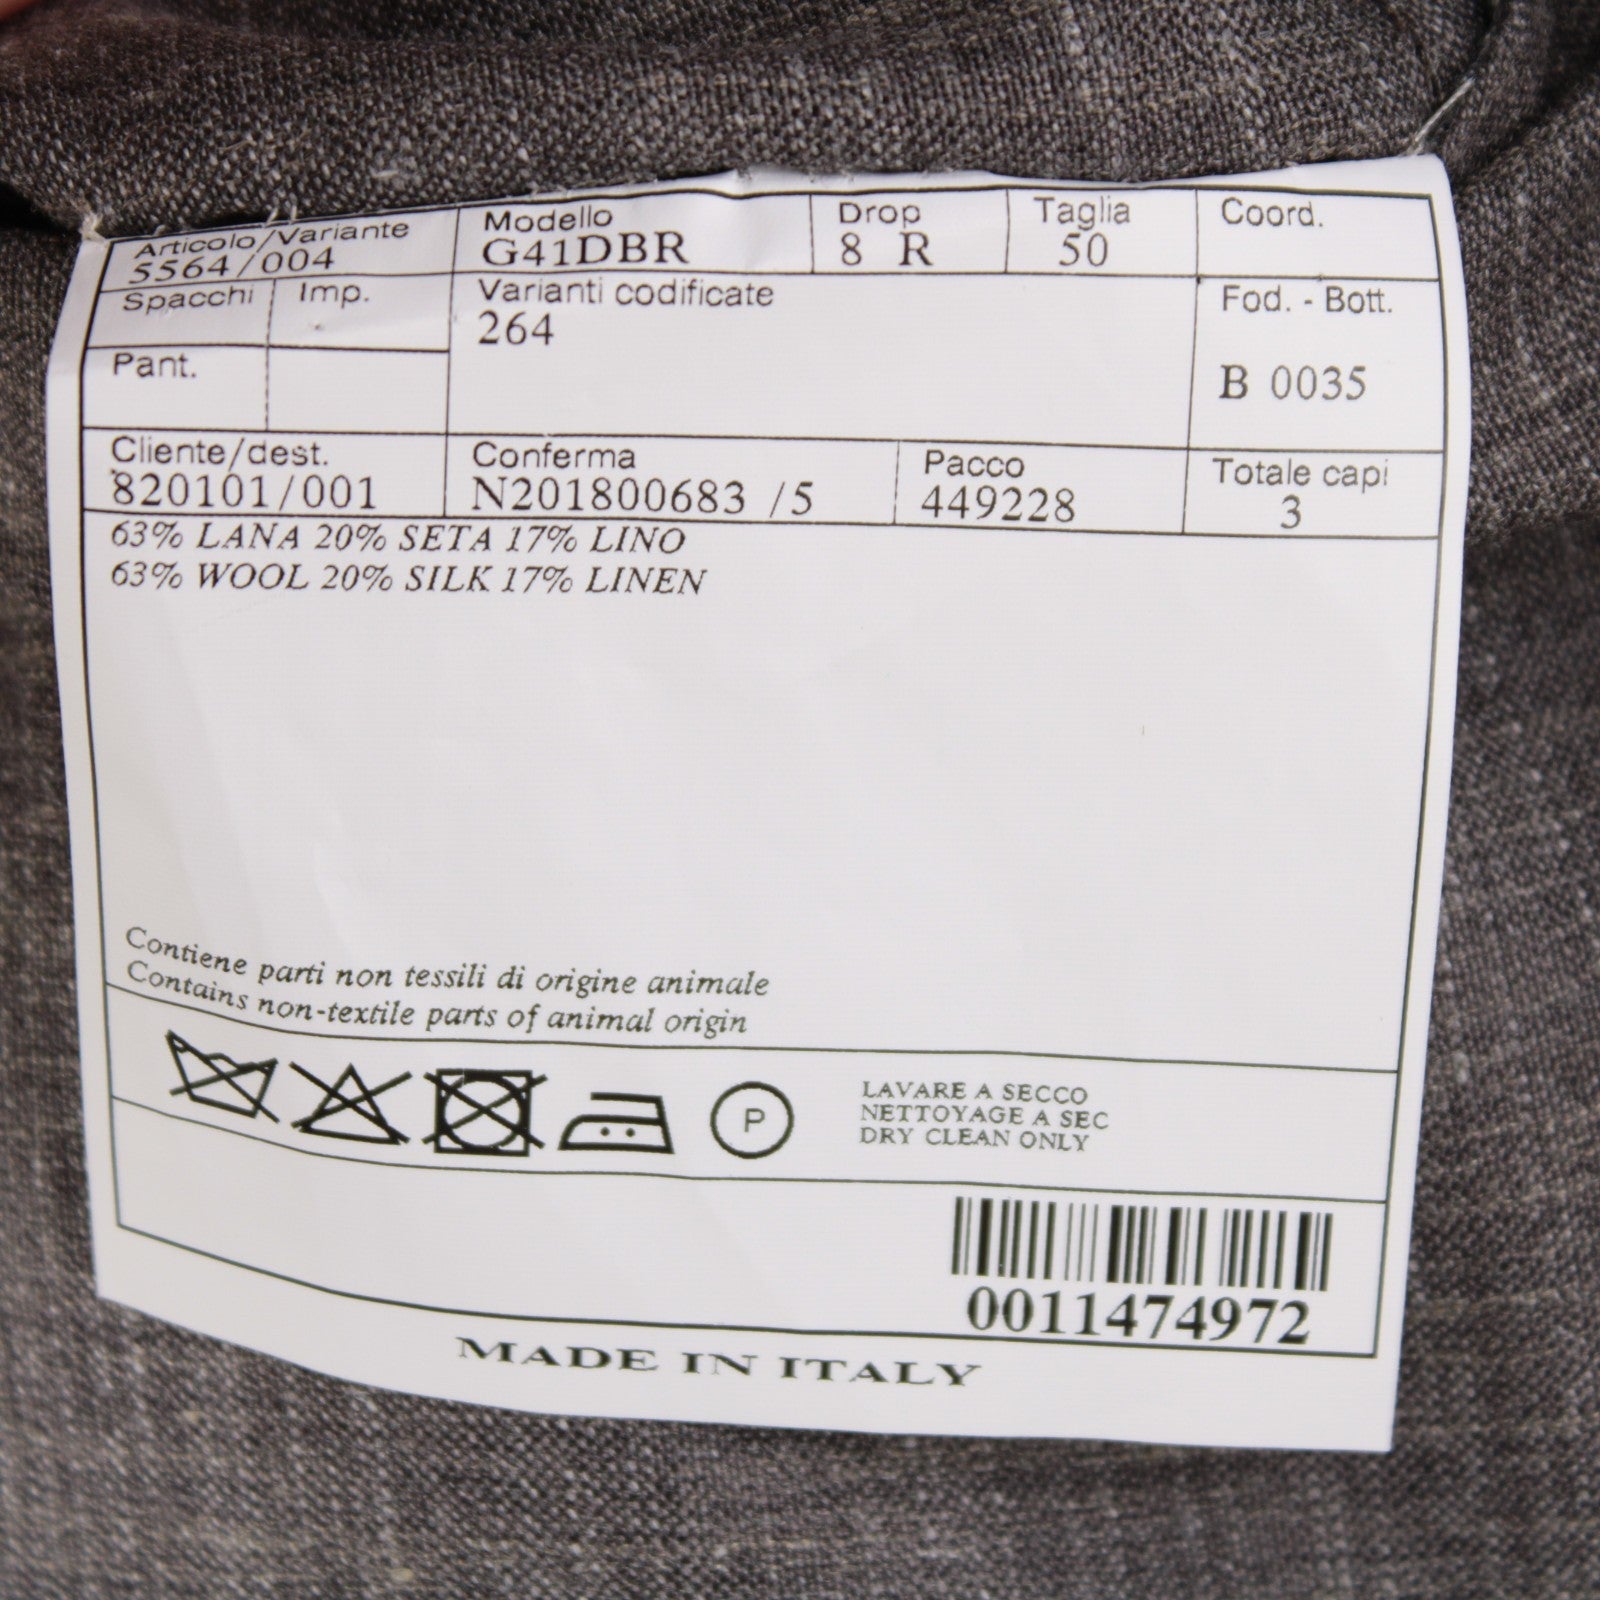 Articolo/Variante Modello Drop Taglia Coord.
5564/004 G41DBR 8 R 50
Spacchi Imp. Varianti codificate Fod. - Bott.
264
Pant. B 0035
Cliente/dest. Conferma Pacco Totale capi
820101/001 N201800683 /5 449228 3
63% LANA 20% SETA 17% LINO
63% WOOL 20% SILK 17% LINEN
Contiene parti non tessili di origine animale
Contains non-textile parts of animal origin
P
LAVARE A SECCO
NETTOYAGE A SEC
DRY CLEAN ONLY
0011474972
MADE IN ITALY